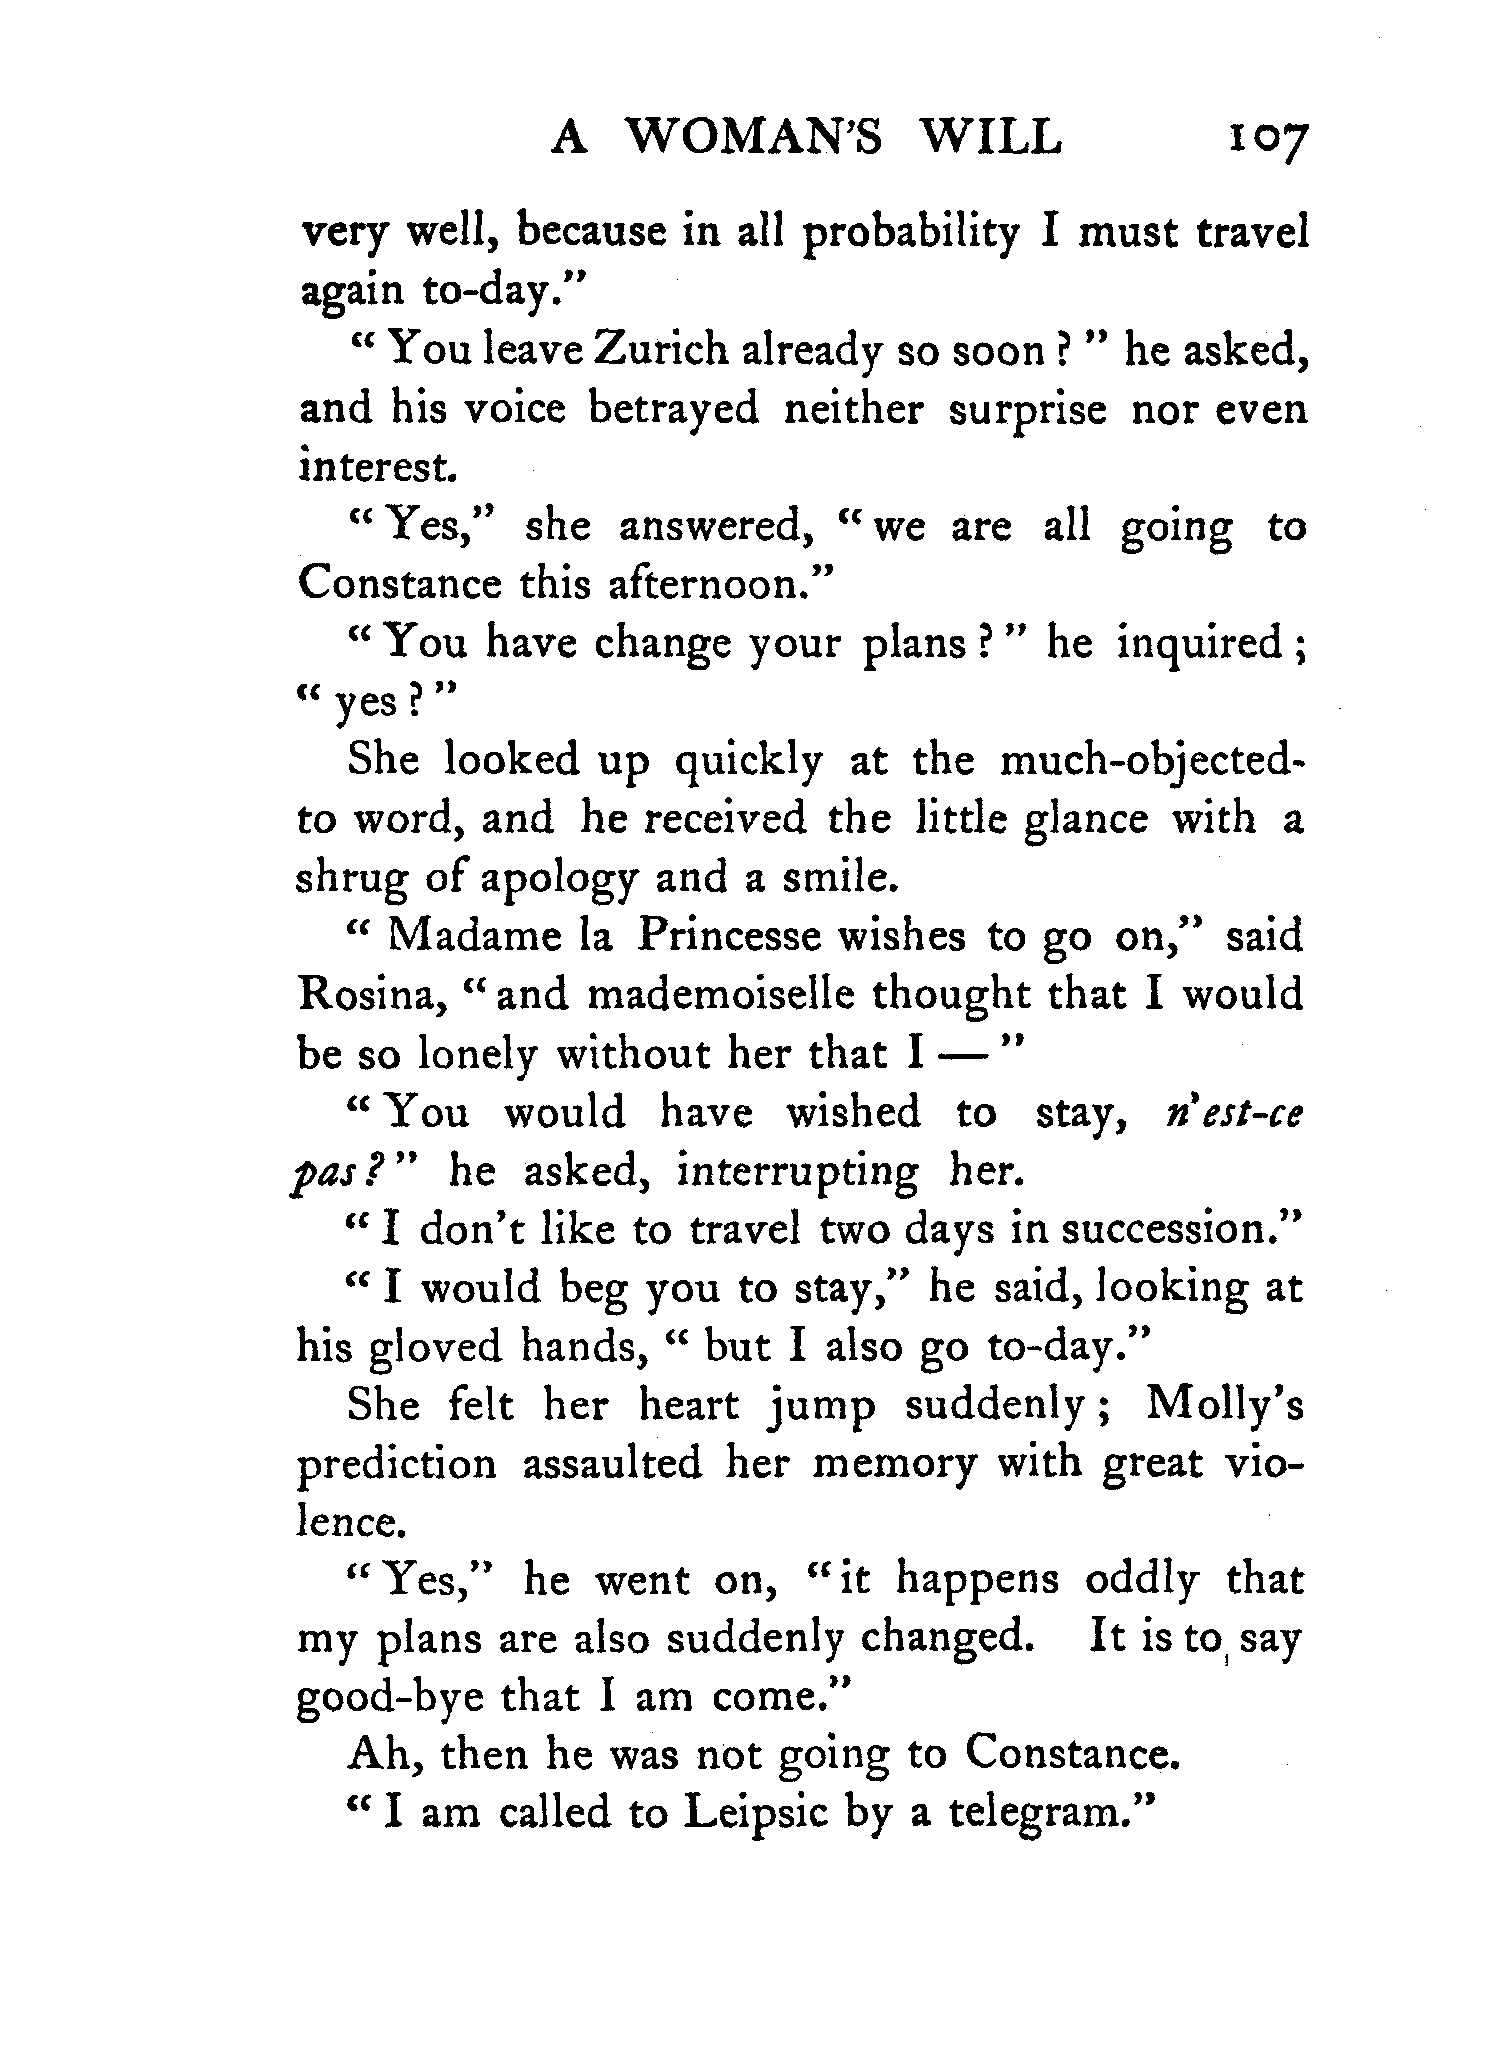 A WOMAN'S WILL 107
very well, because in all probability I must travel
again to-day."
" You leave Zurich already so soon ? " he asked,
and his voice betrayed neither surprise nor even
interest.
" Yes," she answered, " we are all going to
Constance this afternoon."
" You have change your plans ? " he inquired ;
" yes ? "
She looked up quickly at the much-objected-
to word, and he received the little glance with a
shrug of apology and a smile.
" Madame la Princesse wishes to go on," said
Rosina, " and mademoiselle thought that I would
be so lonely without her that I — "
" You would have wished to stay, n'est-ce
pas ? " he asked, interrupting her.
" I don't like to travel two days in succession."
" I would beg you to stay," he said, looking at
his gloved hands, " but I also go to-day."
She felt her heart jump suddenly ; Molly's
prediction assaulted her memory with great vio-
lence.
" Yes," he went on, " it happens oddly that
my plans are also suddenly changed. It is to say
good-bye that I am come."
Ah, then he was not going to Constance.
" I am called to Leipsic by a telegram."